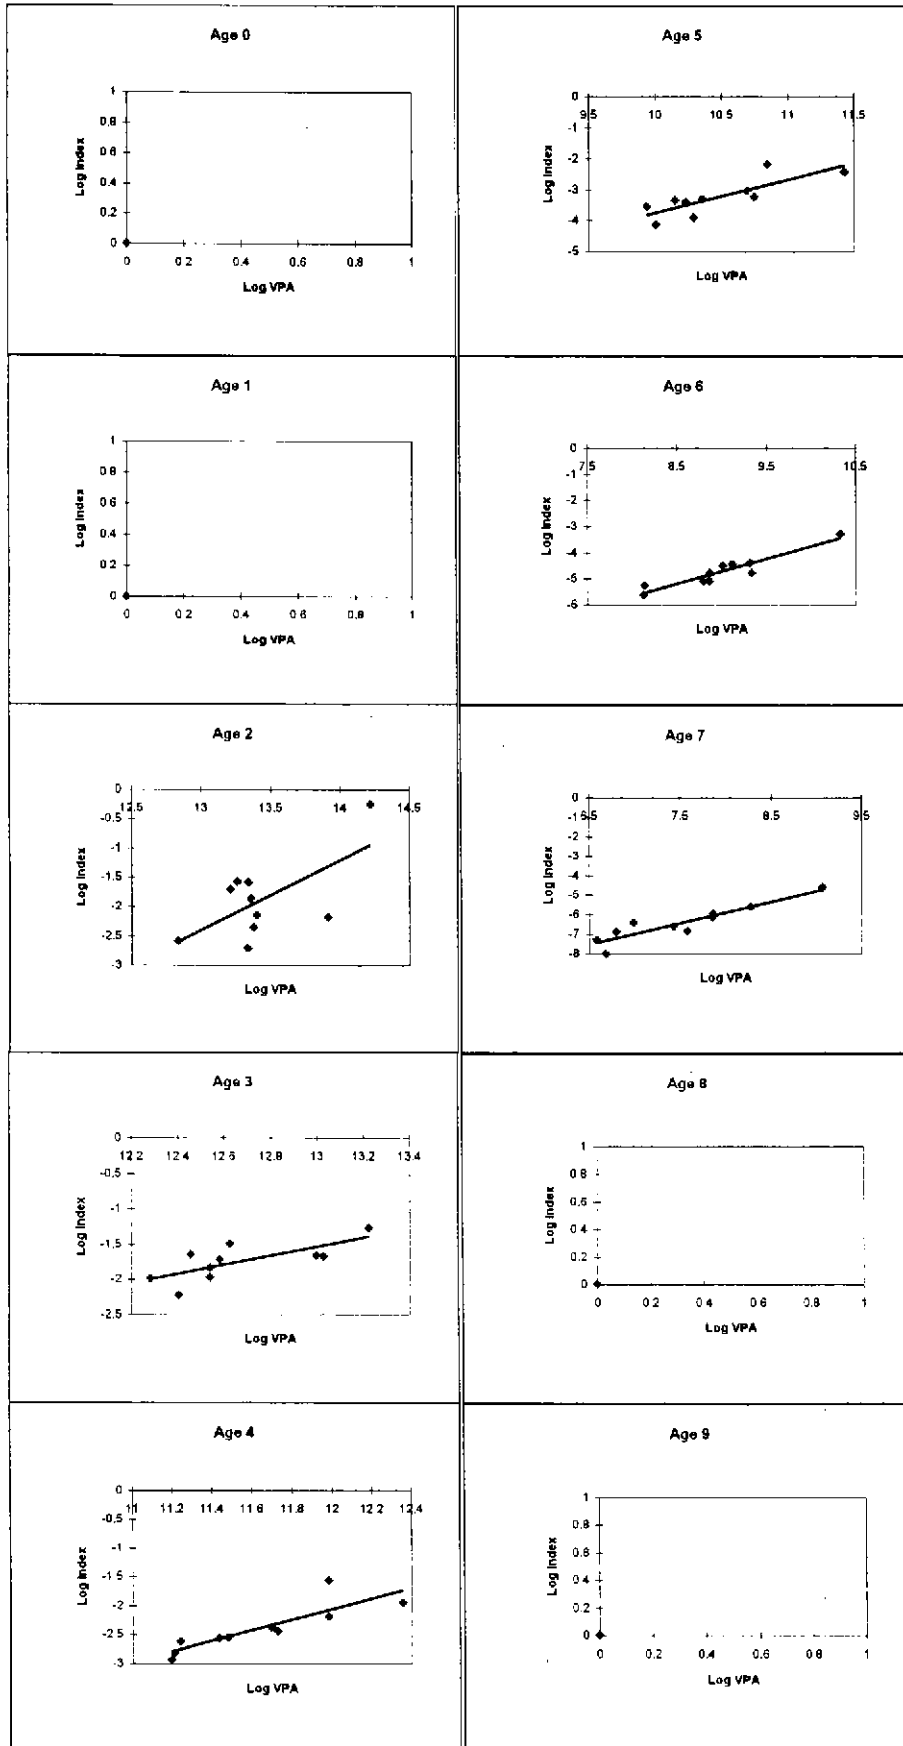 Age 0
1
0.8
0.6
0.4
0.2
0
Log Index
0 0.2 0.4 0.6 0.8 1
Log VPA
Age 1
1
0.8
0.6
0.4
0.2
0
Log Index
0 0.2 0.4 0.6 0.8 1
Log VPA
Age 2
0
12.5 13 13.5 14 14.5
-0.5
-1
-1.5
-2
-2.5
-3
Log Index
Log VPA
Age 3
0
12.2 12.4 12.6 12.8 13 13.2 13.4
-0.5
-1
-1.5
-2
-2.5
Log Index
Log VPA
Age 4
0
11 11.2 11.4 11.6 11.8 12 12.2 12.4
-0.5
-1
-1.5
-2
-2.5
-3
Log Index
Log VPA
Age 5
0
9.5 10 10.5 11 11.5
-1
-2
-3
-4
-5
Log Index
Log VPA
Age 6
0
7.5 8.5 9.5 10.5
-1
-2
-3
-4
-5
-6
Log Index
Log VPA
Age 7
0
6.5 7.5 8.5 9.5
-1
-2
-3
-4
-5
-6
-7
-8
Log Index
Log VPA
Age 8
1
0.8
0.6
0.4
0.2
0
Log Index
0 0.2 0.4 0.6 0.8 1
Log VPA
Age 9
1
0.8
0.6
0.4
0.2
0
Log Index
0 0.2 0.4 0.6 0.8 1
Log VPA